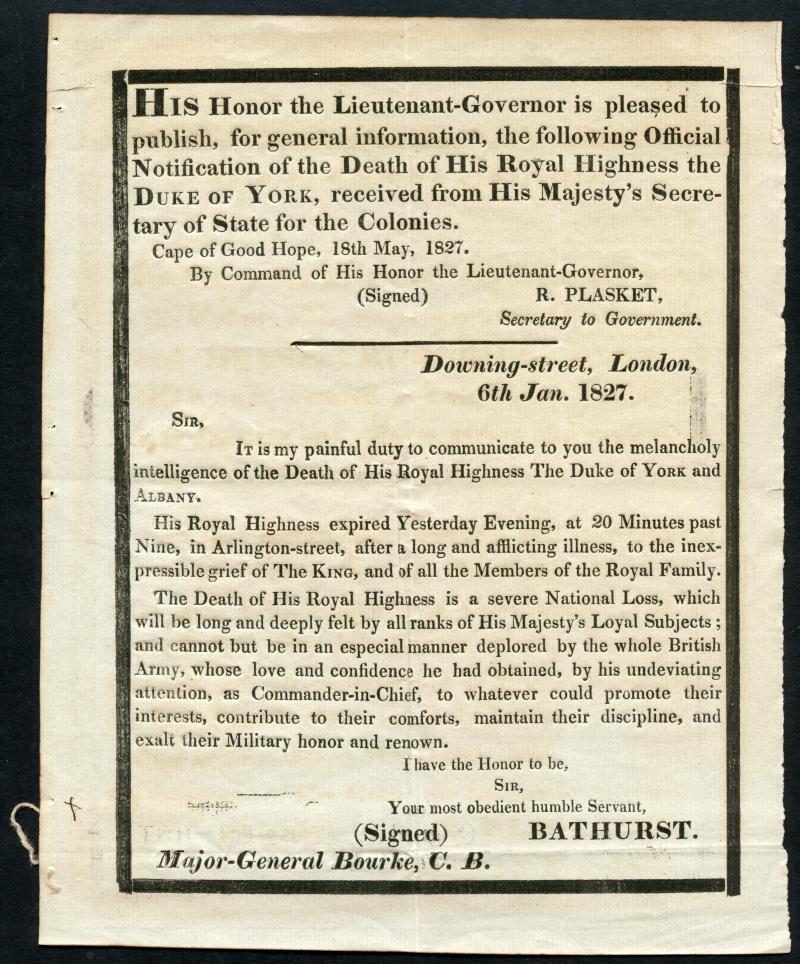 HIS Honor the Lieutenant-Governor is pleased to
publish, for general information, the following Official
Notification of the Death of His Royal Highness the
DUKE OF YORK, received from His Majesty's Secre-
tary of State for the Colonies.
Cape of Good Hope, 18th May, 1827.
By Command of His Honor the Lieutenant-Governor,
(Signed) R. PLASKET,
Secretary to Government.
Downing-street, London,
6th Jan. 1827.
SIR,
IT is my painful duty to communicate to you the melancholy
intelligence of the Death of His Royal Highness The Duke of YORK and
ALBANY.
His Royal Highness expired Yesterday Evening, at 20 Minutes past
Nine, in Arlington-street, after a long and afflicting illness, to the inex-
pressible grief of The KING, and of all the Members of the Royal Family.
The Death of His Royal Highness is a severe National Loss, which
will be long and deeply felt by all ranks of His Majesty's Loyal Subjects;
and cannot but be in an especial manner deplored by the whole British
Army, whose love and confidence he had obtained, by his undeviating
attention, as Commander-in-Chief, to whatever could promote their
interests, contribute to their comforts, maintain their discipline, and
exalt their Military honor and renown.
I have the Honor to be,
SIR,
Your most obedient humble Servant,
(Signed) BATHURST.
Major-General Bourke, C. B.